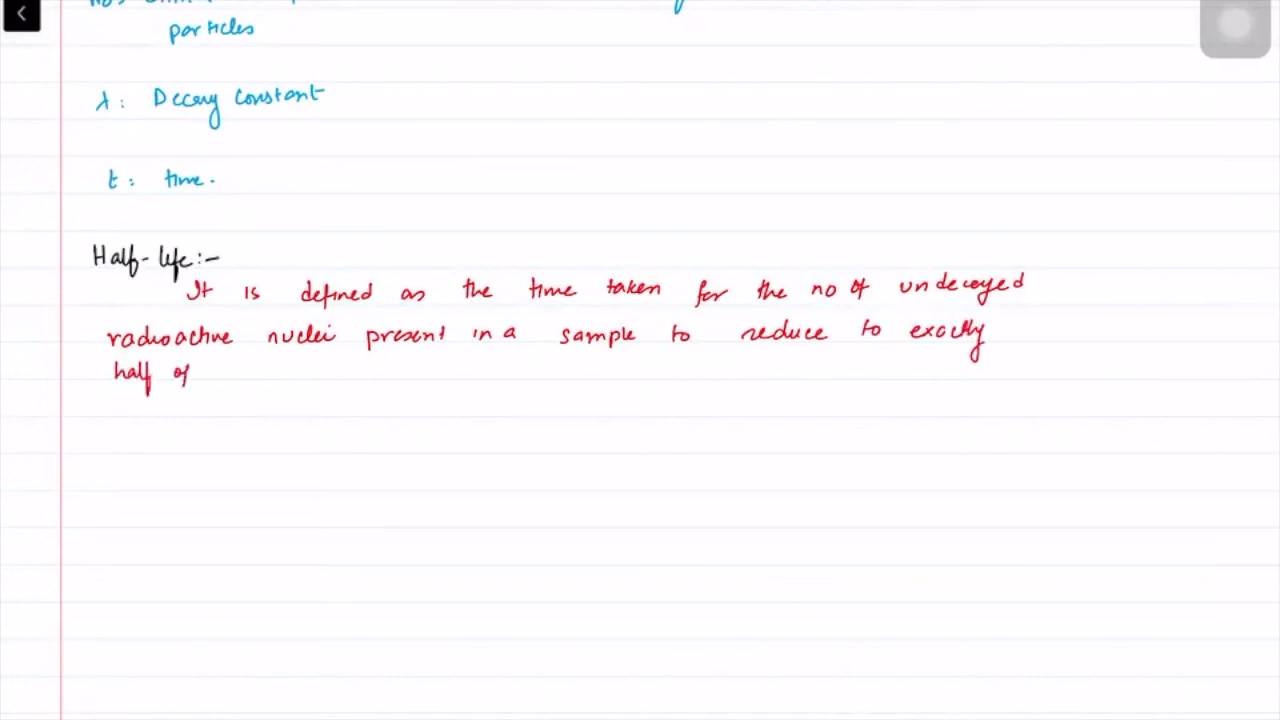 particles
λ: Decay constant
t: time.
Half-life:-
It is defined as the time taken for the no of undecayed
radioactive nuclei present in a sample to reduce to exactly
half of